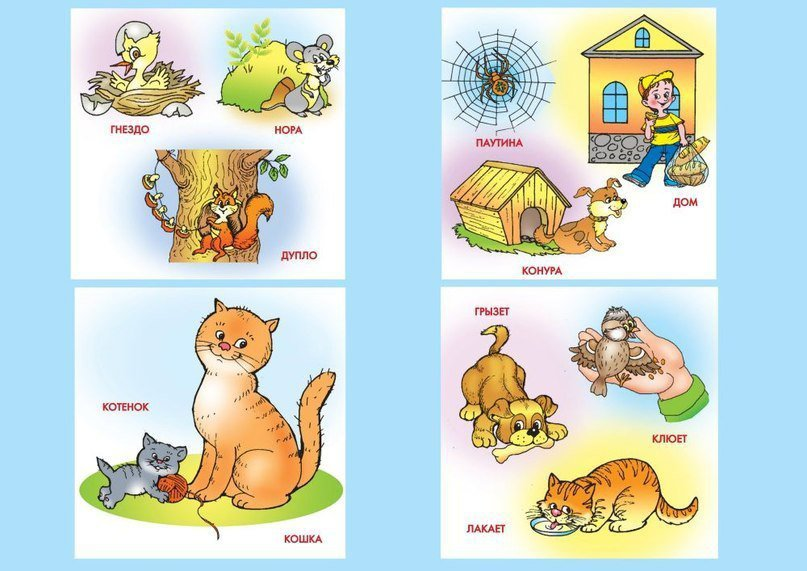 ГНЕЗДО
НОРА
ДУПЛО
ПАУТИНА
ДОМ
КОНУРА
КОТЕНОК
КОШКА
ГРЫЗЕТ
КЛЮЕТ
ЛАКАЕТ